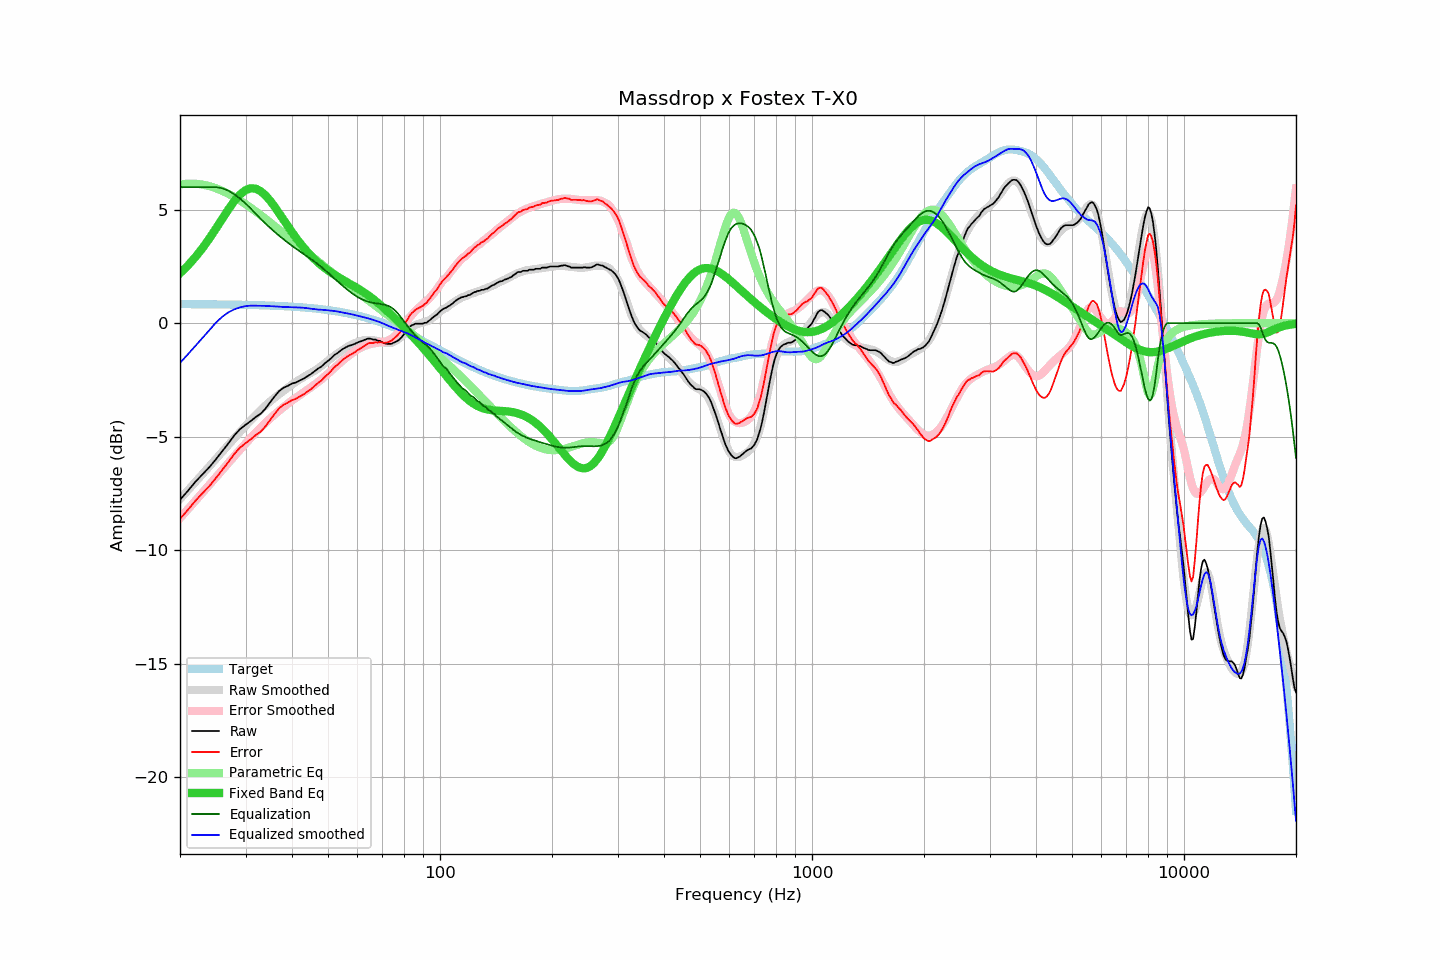 Massdrop x Fostex T-X0
Amplitude (dBr)
5
0
−5
−10
−15
−20
Target
Raw Smoothed
Error Smoothed
Raw
Error
Parametric Eq
Fixed Band Eq
Equalization
Equalized smoothed
100
1000
10000
Frequency (Hz)